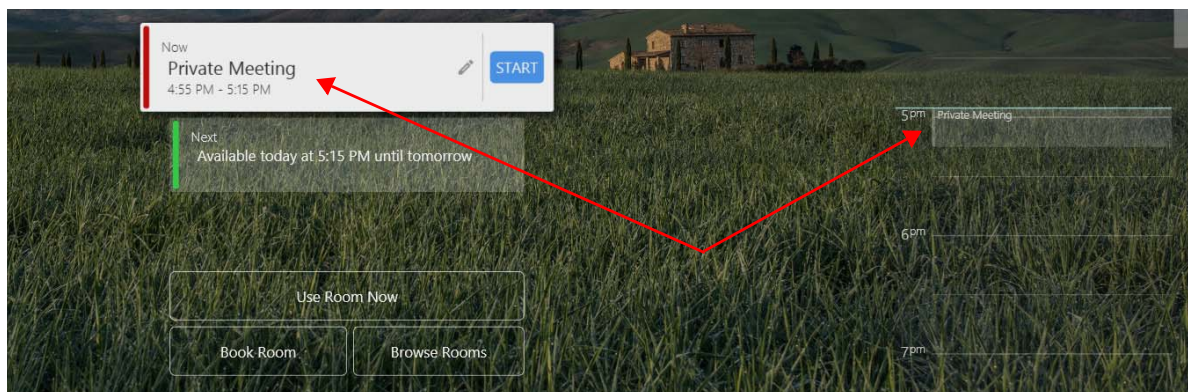 Now
Private Meeting
START
4:55 PM - 5:15 PM
Next
Available today at 5:15 PM until tomorrow
Use Room Now
Book Room
Browse Rooms
5pm
Private Meeting
6pm
7pm